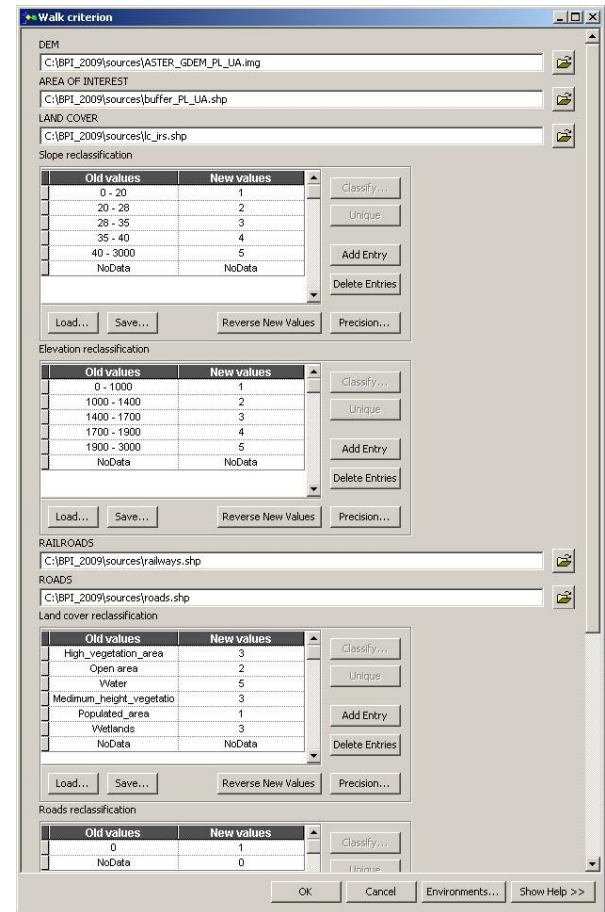 Walk criterion
DEM
C:\BPI_2009\sources\ASTER_GDEM_PL_UA.img
AREA OF INTEREST
C:\BPI_2009\sources\buffer_PL_UA.shp
LAND COVER
C:\BPI_2009\sources\lc_irs.shp
Slope reclassification
Old values New values
0 - 20 1
20 - 28 2
28 - 35 3
35 - 40 4
40 - 3000 5
NoData NoData
Classify...
Unique
Add Entry
Delete Entries
Load... Save... Reverse New Values Precision...
Elevation reclassification
Old values New values
0 - 1000 1
1000 - 1400 2
1400 - 1700 3
1700 - 1900 4
1900 - 3000 5
NoData NoData
Classify...
Unique
Add Entry
Delete Entries
Load... Save... Reverse New Values Precision...
RAILROADS
C:\BPI_2009\sources\railways.shp
ROADS
C:\BPI_2009\sources\roads.shp
Land cover reclassification
Old values New values
High_vegetation_area 3
Open area 2
Water 5
Medimum_height_vegetatio 3
Populated_area 1
Wetlands 3
NoData NoData
Classify...
Unique
Add Entry
Delete Entries
Load... Save... Reverse New Values Precision...
Roads reclassification
Old values New values
0 1
NoData 0
Classify...
Unique
OK Cancel Environments... Show Help >>